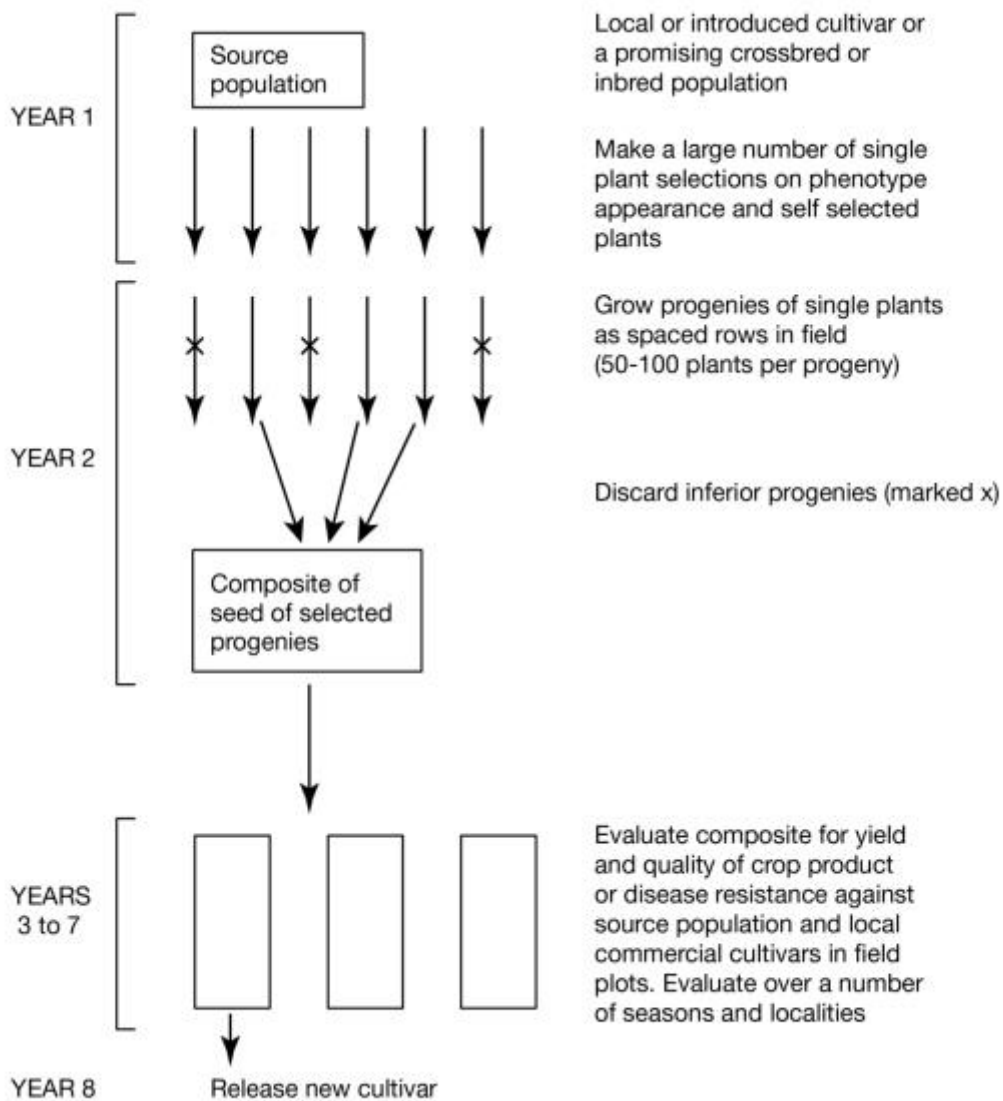 Local or introduced cultivar or
a promising crossbred or
inbred population
Source
population
YEAR 1
Make a large number of single
plant selections on phenotype
appearance and self selected
plants
Grow progenies of single plants
as spaced rows in field
(50-100 plants per progeny)
YEAR 2
Discard inferior progenies (marked x)
Composite of
seed of selected
progenies
YEARS
3 to 7
Evaluate composite for yield
and quality of crop product
or disease resistance against
source population and local
commercial cultivars in field
plots. Evaluate over a number
of seasons and localities
YEAR 8
Release new cultivar